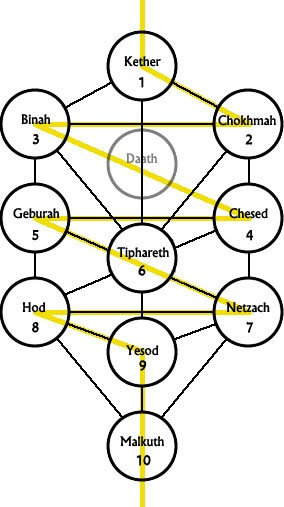 Kether
1
Binah
3
Chokhmah
2
Daath
Geburah
5
Chesed
4
Tiphareth
6
Hod
8
Netzach
7
Yesod
9
Malkuth
10